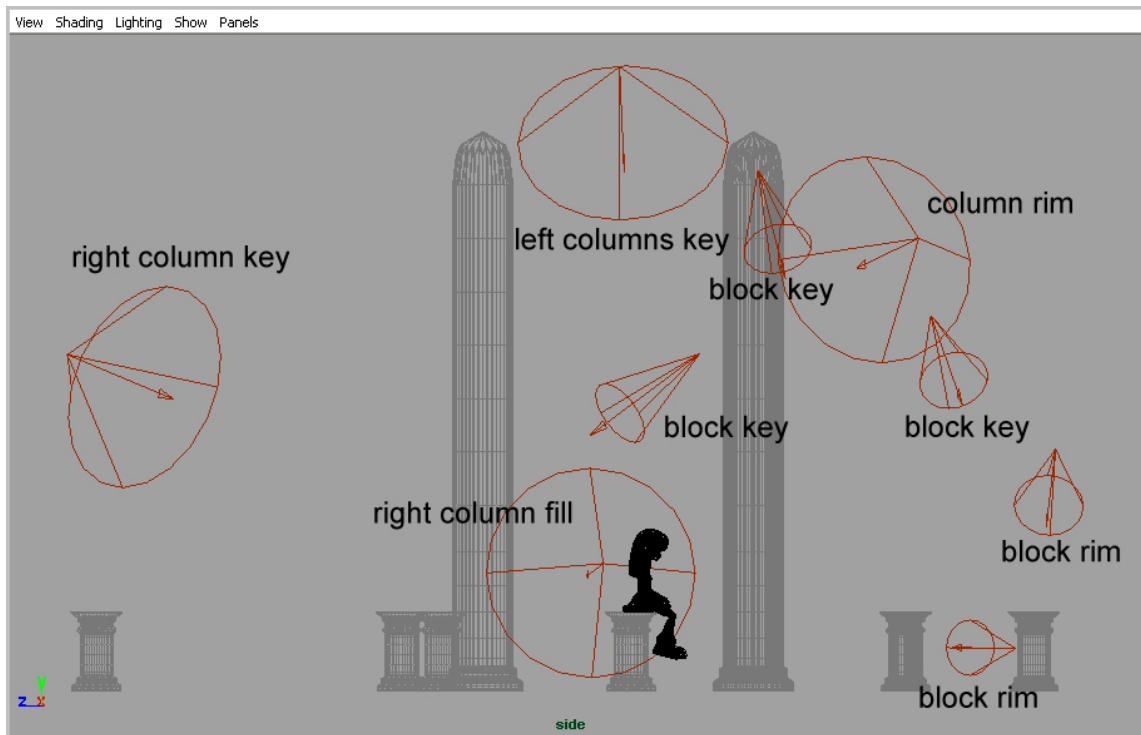 View Shading Lighting Show Panels
column rim
left columns key
right column key
block key
block key
block key
right column fill
block rim
block rim
y
z x
side